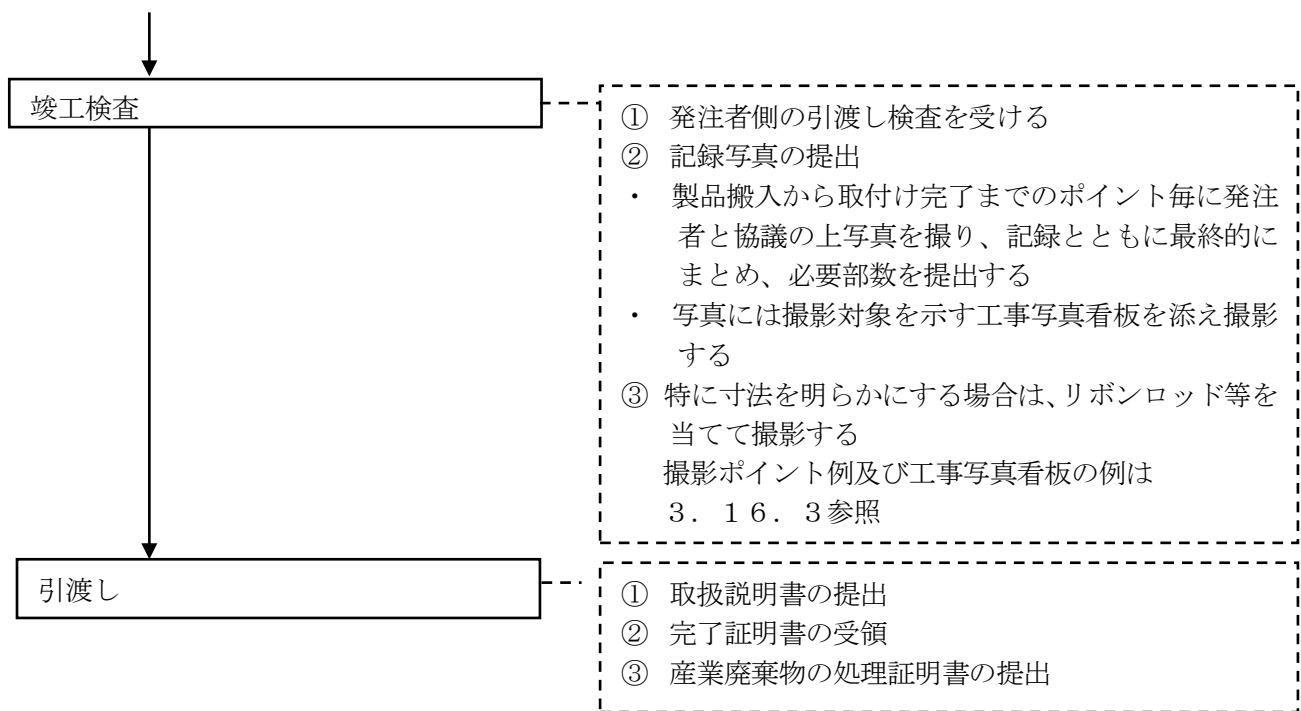 竣工検査
① 発注者側の引渡し検査を受ける
② 記録写真の提出
・ 製品搬入から取付け完了までのポイント毎に発注
者と協議の上写真を撮り、記録とともに最終的に
まとめ、必要部数を提出する
・ 写真には撮影対象を示す工事写真看板を添え撮影
する
③ 特に寸法を明らかにする場合は、リボンロッド等を
当てて撮影する
撮影ポイント例及び工事写真看板の例は
３．１６．３参照
引渡し
① 取扱説明書の提出
② 完了証明書の受領
③ 産業廃棄物の処理証明書の提出